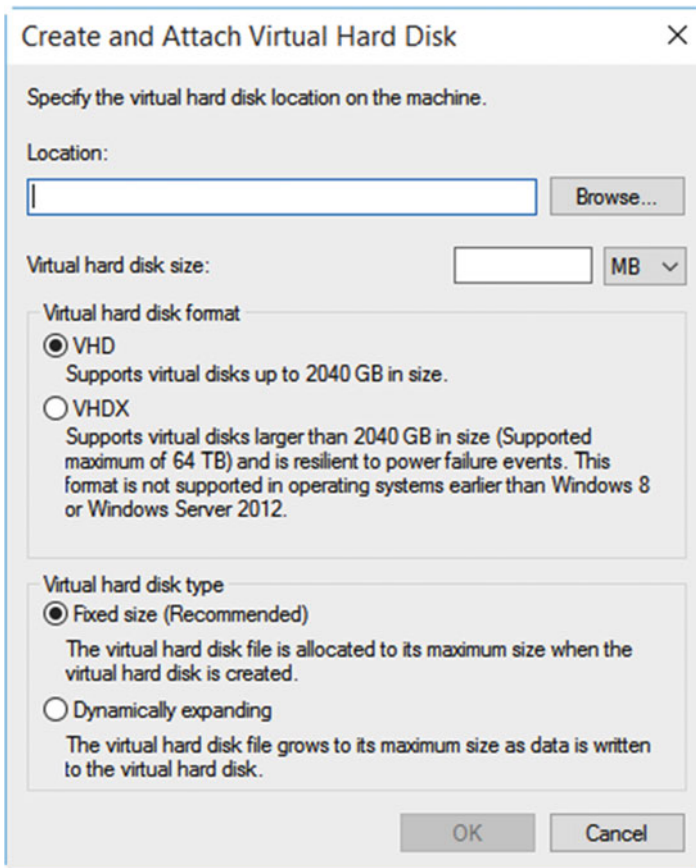 Create and Attach Virtual Hard Disk
Specify the virtual hard disk location on the machine.
Location:
Browse...
Virtual hard disk size:
MB
Virtual hard disk format
VHD
Supports virtual disks up to 2040 GB in size.
VHDX
Supports virtual disks larger than 2040 GB in size (Supported
maximum of 64 TB) and is resilient to power failure events. This
format is not supported in operating systems earlier than Windows 8
or Windows Server 2012.
Virtual hard disk type
Fixed size (Recommended)
The virtual hard disk file is allocated to its maximum size when the
virtual hard disk is created.
Dynamically expanding
The virtual hard disk file grows to its maximum size as data is written
to the virtual hard disk.
OK
Cancel